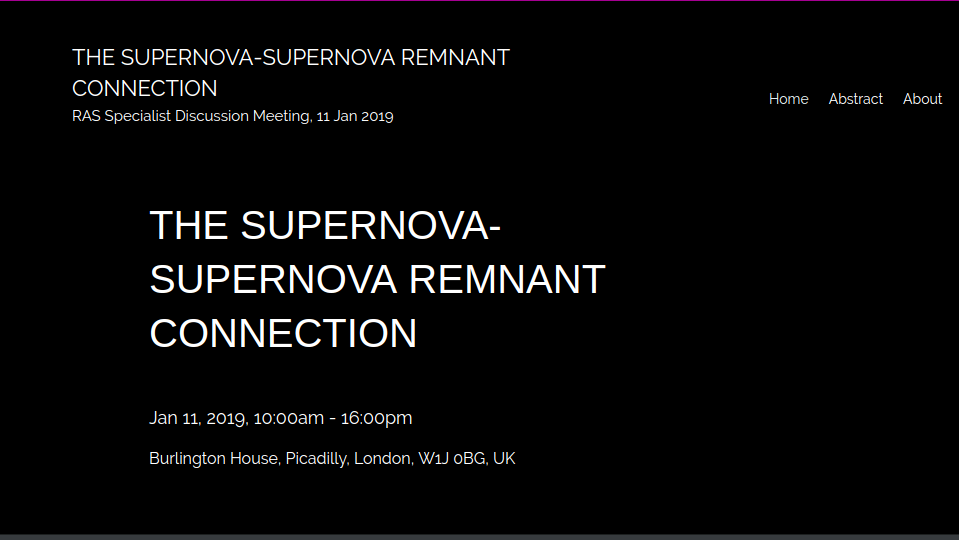 THE SUPERNOVA-SUPERNOVA REMNANT
CONNECTION
RAS Specialist Discussion Meeting, 11 Jan 2019
Home Abstract About
THE SUPERNOVA-
SUPERNOVA REMNANT
CONNECTION
Jan 11, 2019, 10:00am - 16:00pm
Burlington House, Picadilly, London, W1J 0BG, UK